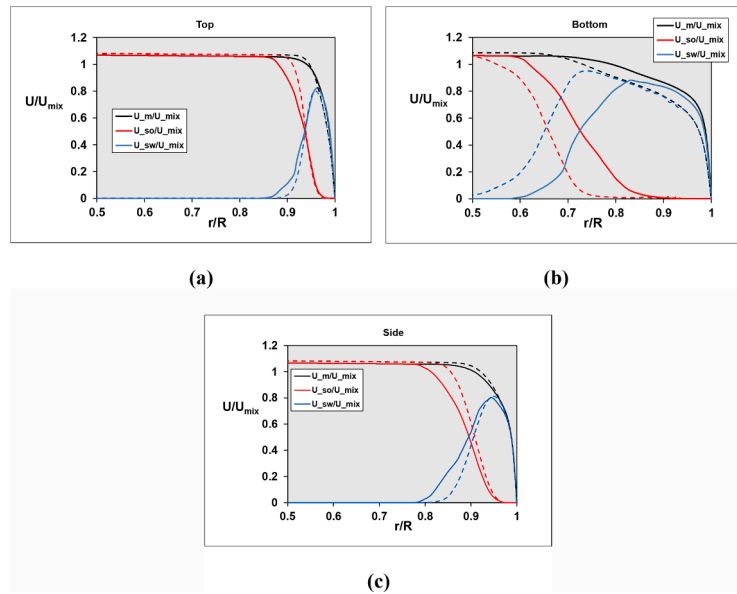 Top
1.2
1
0.8
0.6
0.4
0.2
0
U/Umix
U_m/U_mix
U_so/U_mix
U_sw/U_mix
0.5 0.6 0.7 0.8 0.9 1
r/R
(a)
Bottom
1.2
1
0.8
0.6
0.4
0.2
0
U/Umix
U_m/U_mix
U_so/U_mix
U_sw/U_mix
0.5 0.6 0.7 0.8 0.9 1
r/R
(b)
Side
1.2
1
0.8
0.6
0.4
0.2
0
U/Umix
U_m/U_mix
U_so/U_mix
U_sw/U_mix
0.5 0.6 0.7 0.8 0.9 1
r/R
(c)